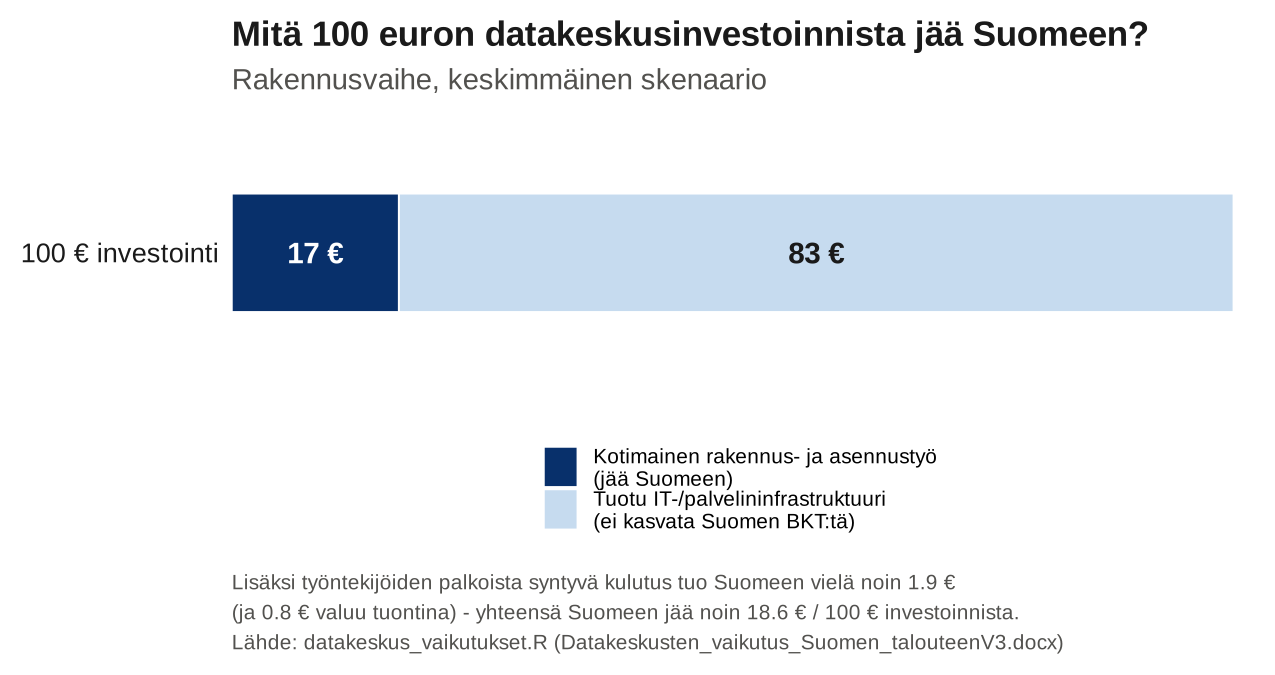 Mitä 100 euron datakeskusinvestoinnista jää Suomeen?
Rakennusvaihe, keskimmäinen skenaario
100 € investointi
17 €
83 €
Kotimainen rakennus- ja asennustyö
(jää Suomeen)
Tuotu IT-/palvelininfrastruktuuri
(ei kasvata Suomen BKT:tä)
Lisäksi työntekijöiden palkoista syntyvä kulutus tuo Suomeen vielä noin 1.9 €
(ja 0.8 € valuu tuontina) - yhteensä Suomeen jää noin 18.6 € / 100 € investoinnista.
Lähde: datakeskus_vaikutukset.R (Datakeskusten_vaikutus_Suomen_talouteenV3.docx)